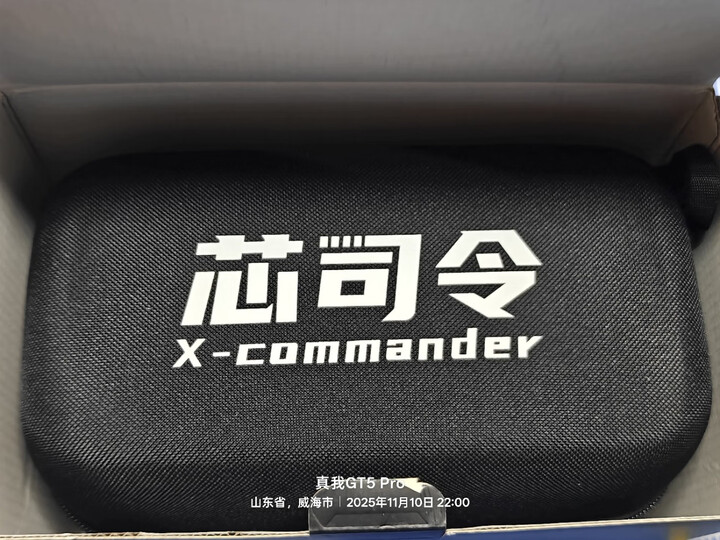 芯司令
X-commander
真我GT5 Pro
山东省，威海市｜2025年11月10日 22:00